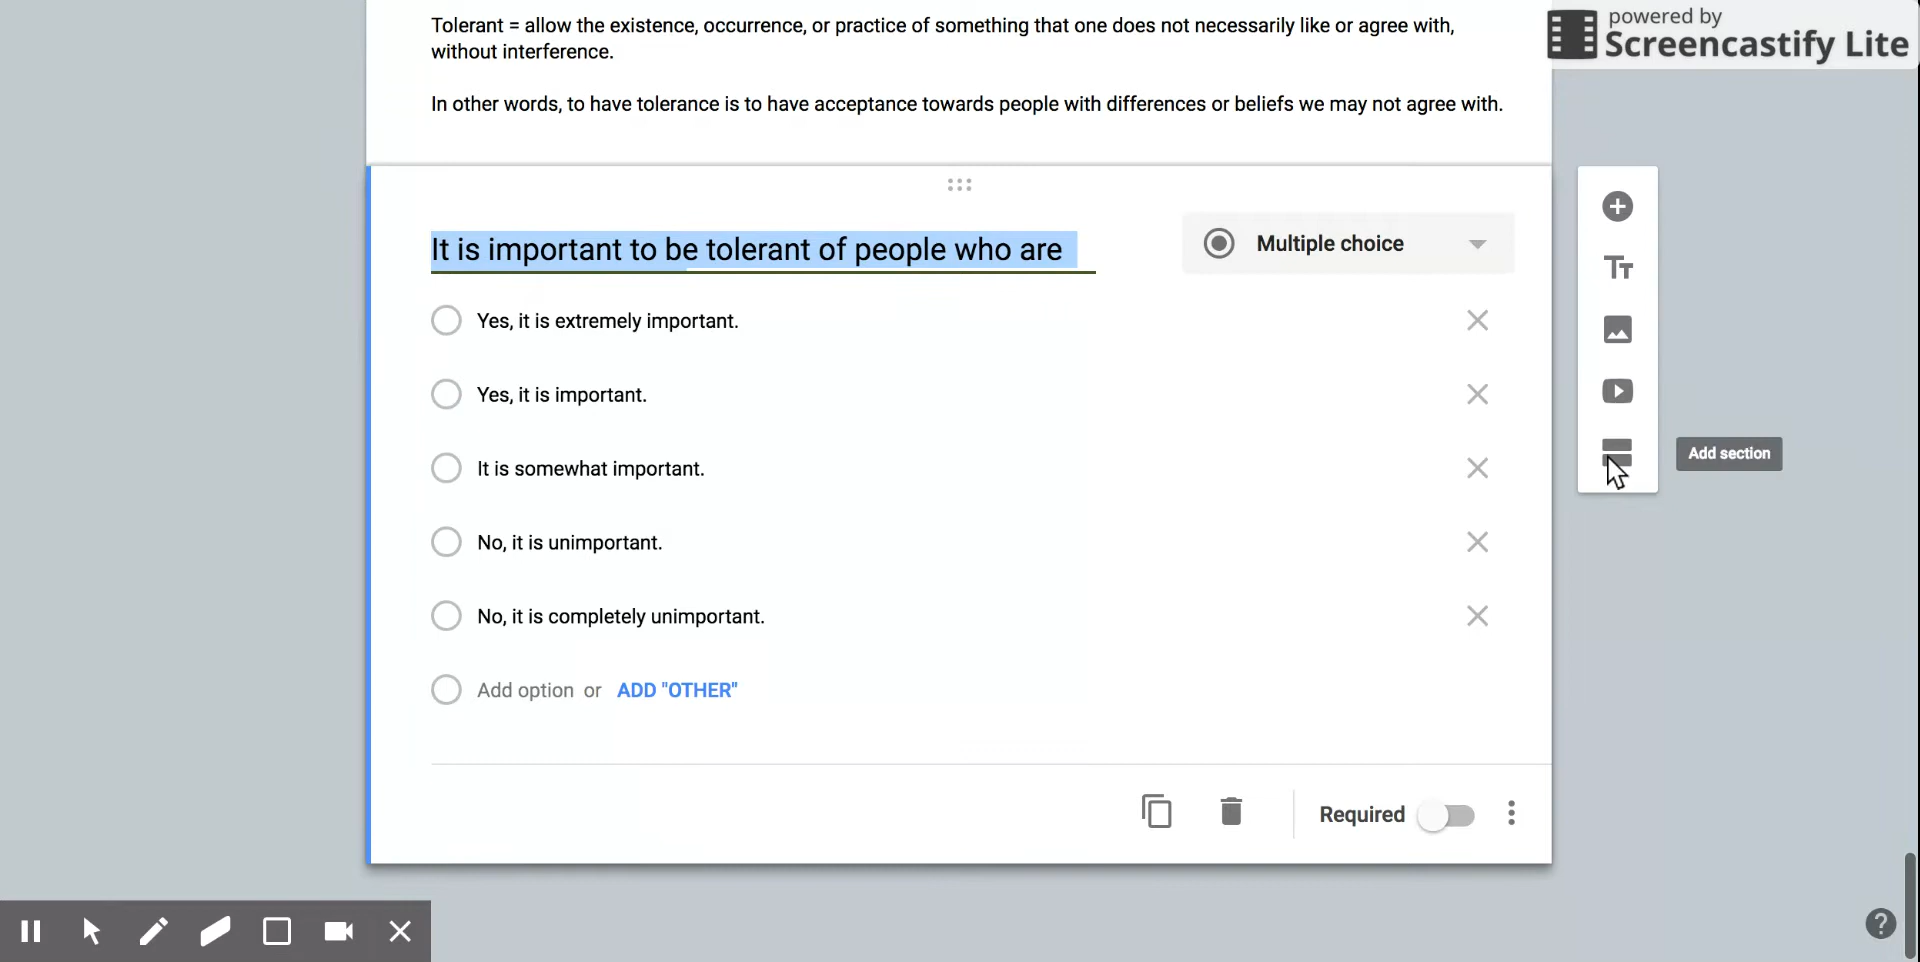 Tolerant = allow the existence, occurrence, or practice of something that one does not necessarily like or agree with,
without interference.
In other words, to have tolerance is to have acceptance towards people with differences or beliefs we may not agree with.
powered by
Screencastify Lite
It is important to be tolerant of people who are
Multiple choice
Yes, it is extremely important.
Yes, it is important.
It is somewhat important.
Add section
No, it is unimportant.
No, it is completely unimportant.
Add option or ADD "OTHER"
Required